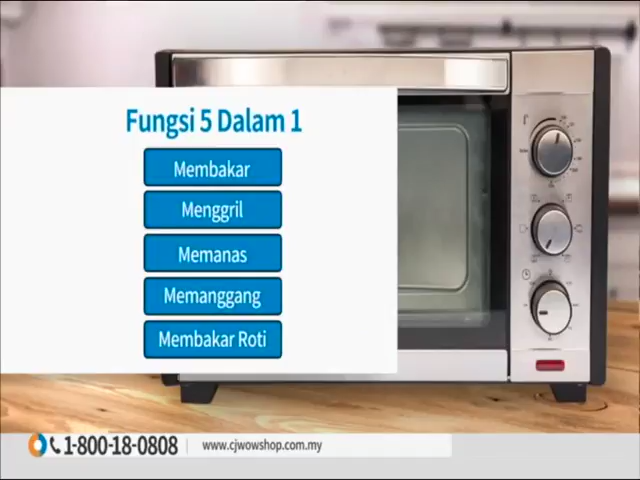 Fungsi 5 Dalam 1
Membakar
Menggril
Memanas
Memanggang
Membakar Roti
1-800-18-0808
www.cjwowshop.com.my